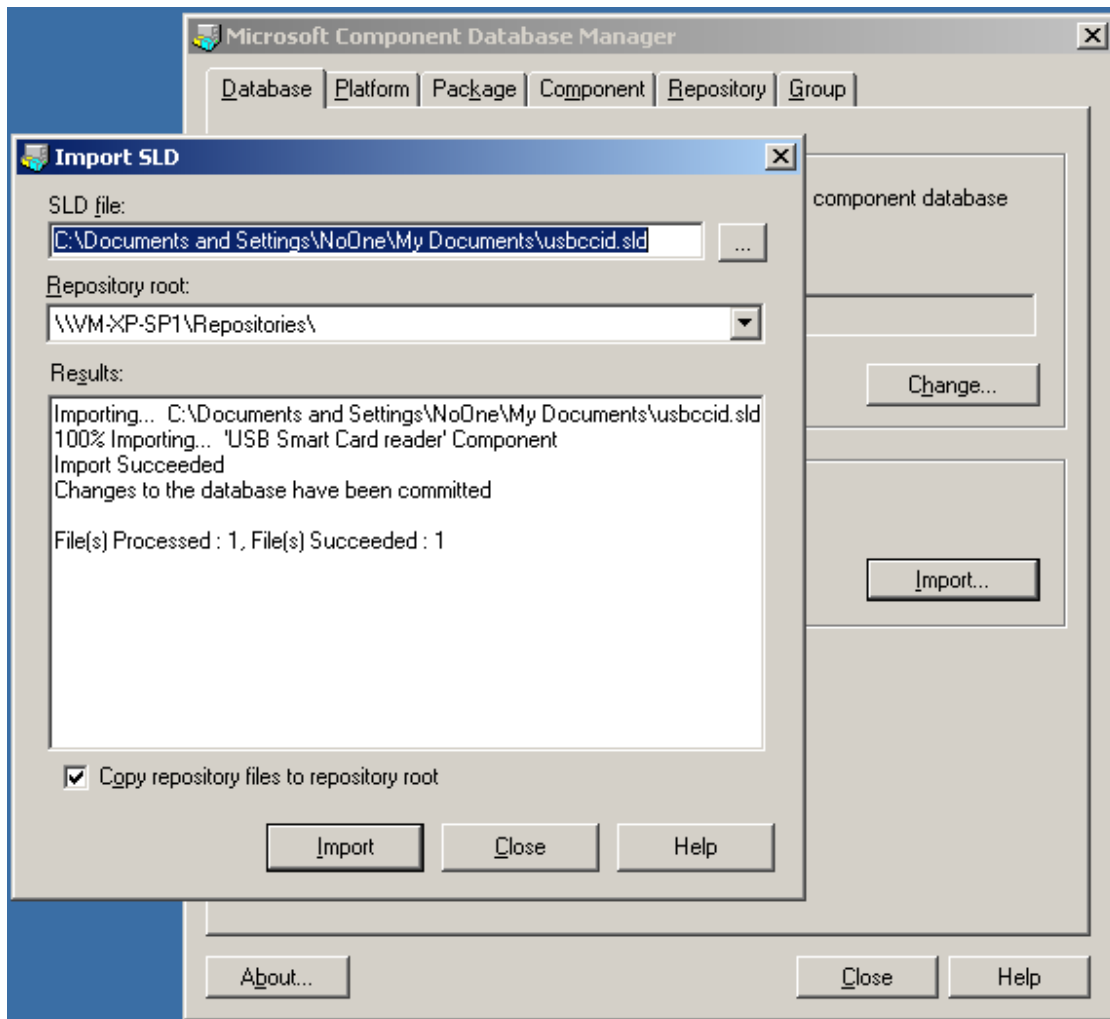 Microsoft Component Database Manager
Database Platform Package Component Repository Group
Import SLD
component database
SLD file:
C:\Documents and Settings\NoOne\My Documents\usbccid.sld
...
Repository root:
\\VM-XP-SP1\Repositories\
Change...
Results:
Importing... C:\Documents and Settings\NoOne\My Documents\usbccid.sld
100% Importing... 'USB Smart Card reader' Component
Import Succeeded
Changes to the database have been committed
File(s) Processed : 1, File(s) Succeeded : 1
Import...
Copy repository files to repository root
Import Close Help
About... Close Help